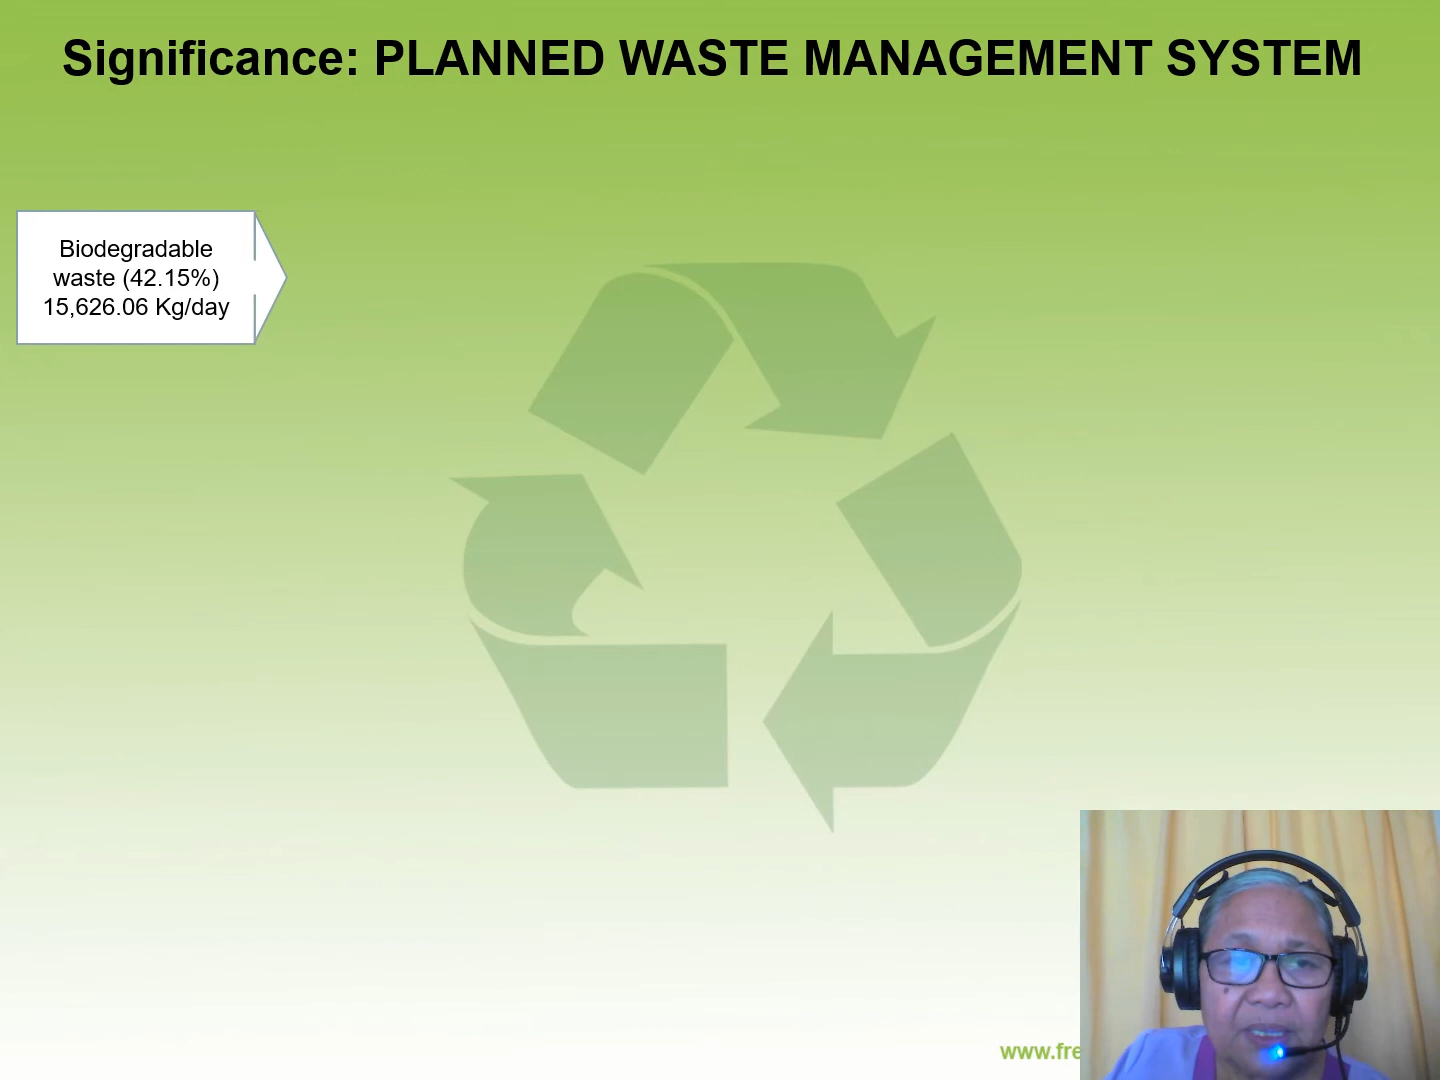 Significance: PLANNED WASTE MANAGEMENT SYSTEM
Biodegradable
waste (42.15%)
15,626.06 Kg/day
www.fre